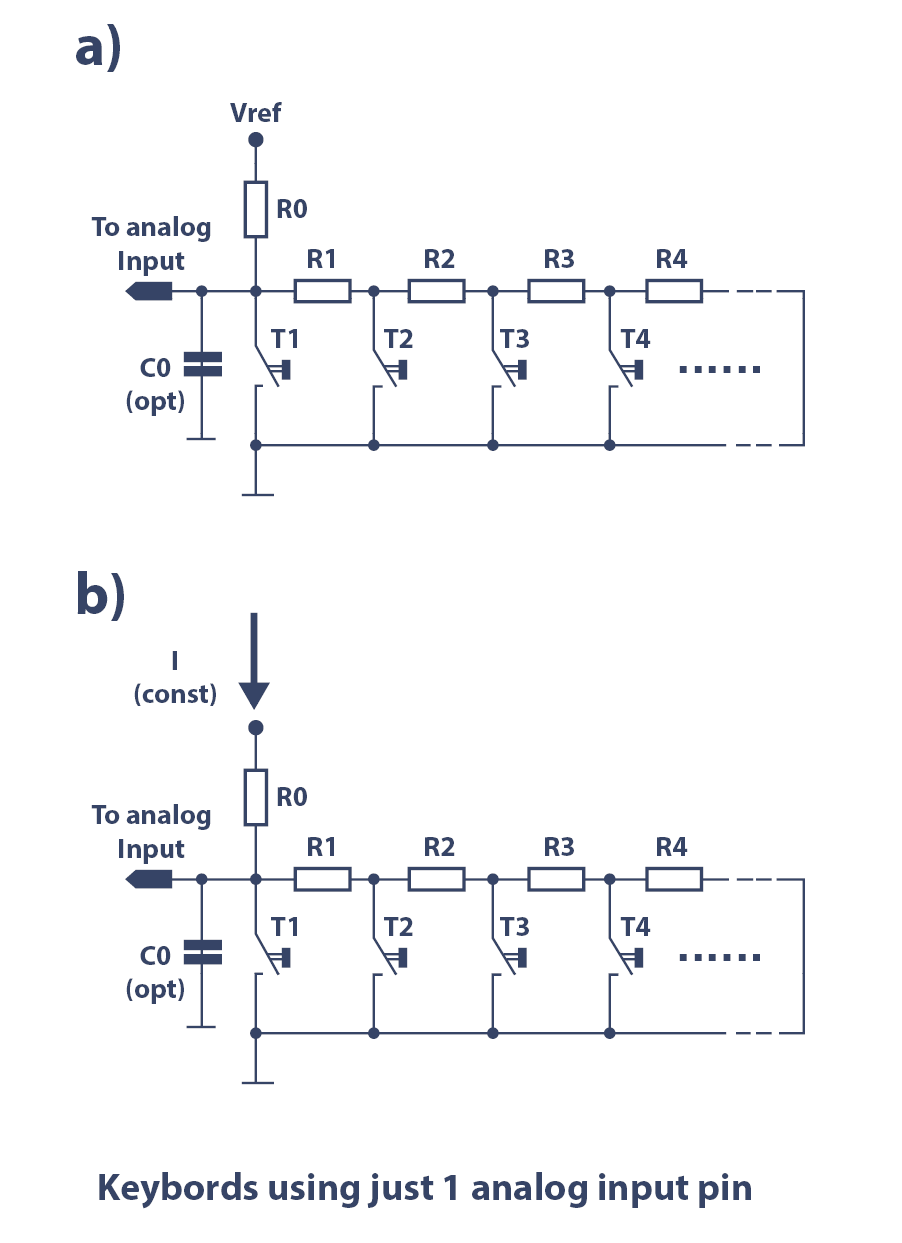 a)
Vref
R0
To analog
Input
R1
R2
R3
R4
T1
T2
T3
T4
C0
(opt)
......
b)
I
(const)
R0
To analog
Input
R1
R2
R3
R4
T1
T2
T3
T4
C0
(opt)
......
Keybords using just 1 analog input pin